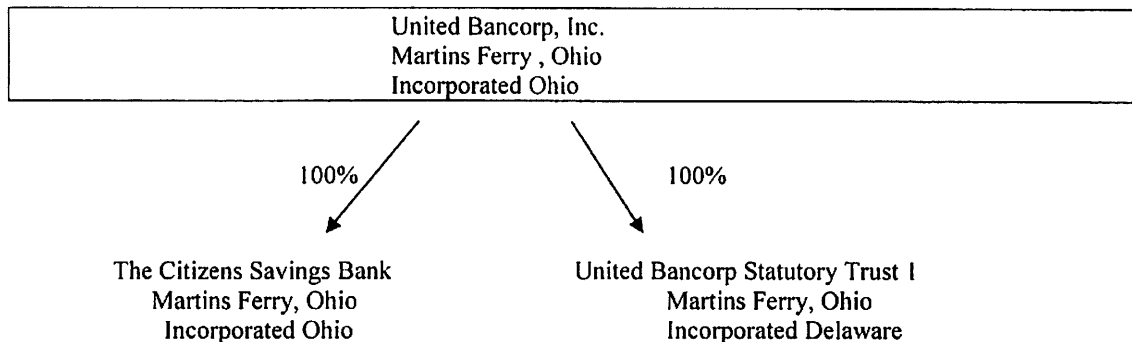 United Bancorp, Inc.
Martins Ferry , Ohio
Incorporated Ohio
100%
100%
The Citizens Savings Bank
Martins Ferry, Ohio
Incorporated Ohio
United Bancorp Statutory Trust I
Martins Ferry, Ohio
Incorporated Delaware